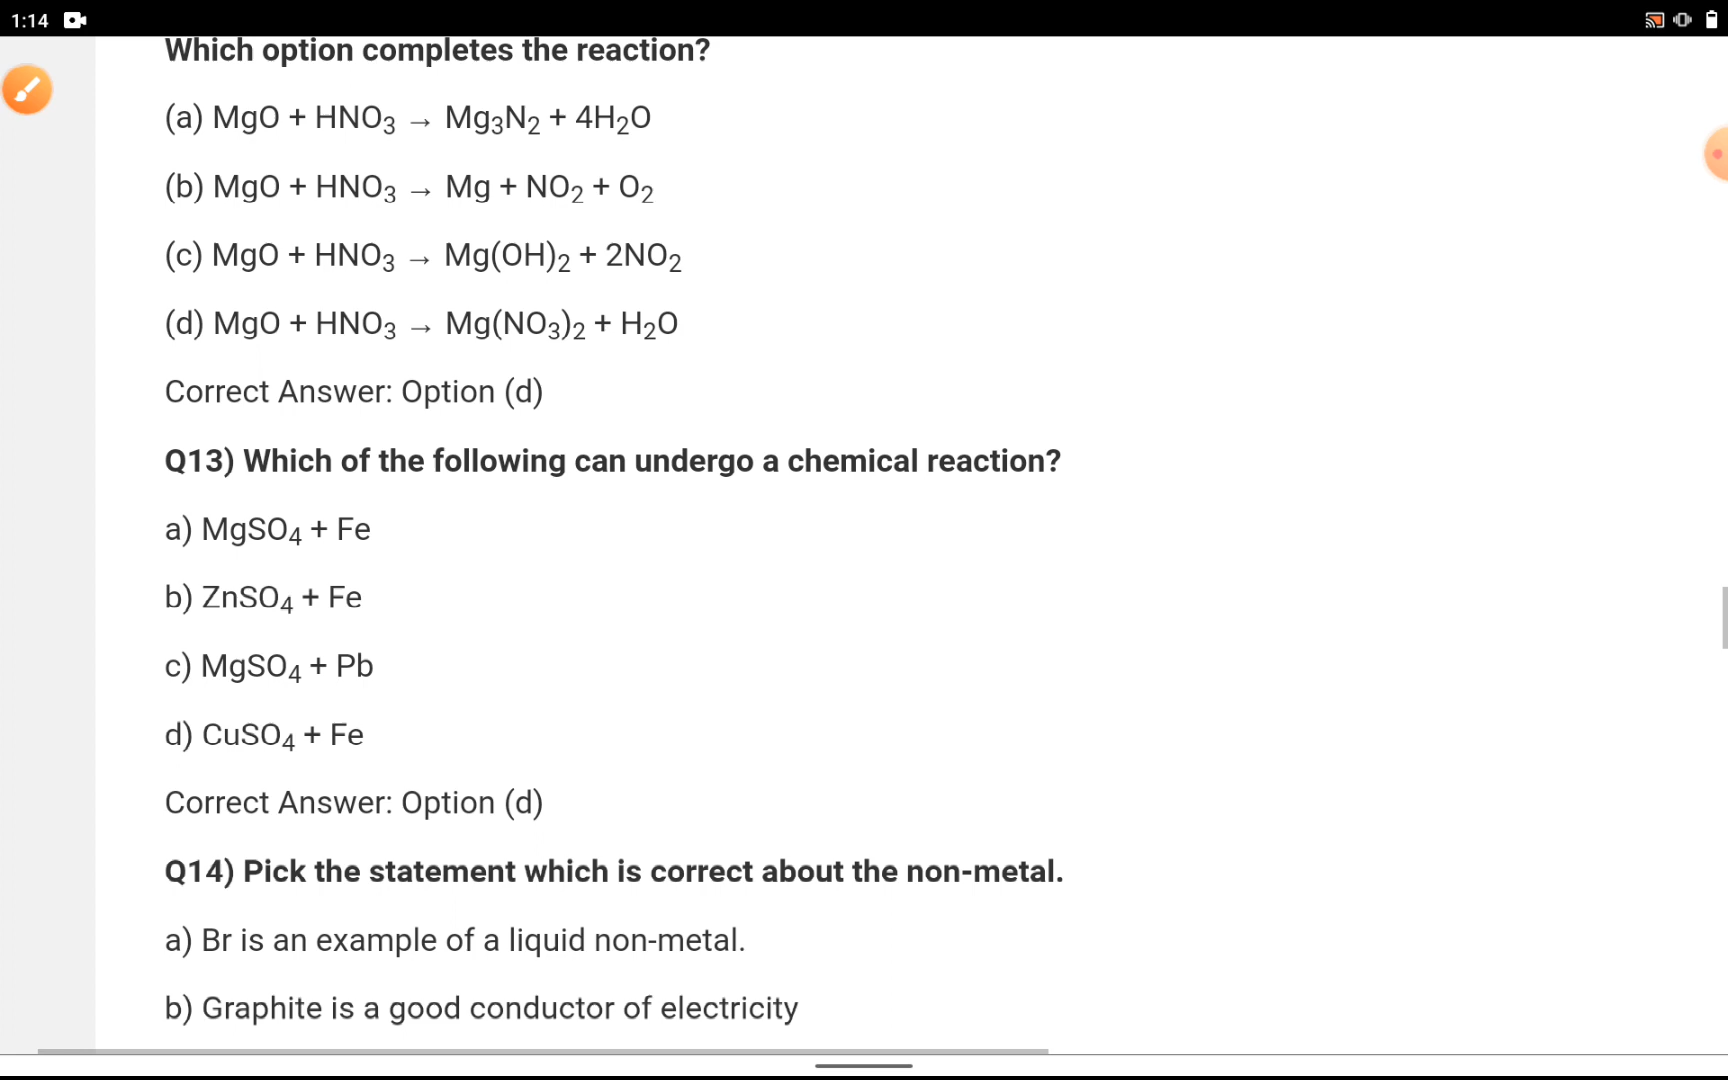 1:14
Which option completes the reaction?
(a) MgO + HNO₃ → Mg₃N₂ + 4H₂O
(b) MgO + HNO₃ → Mg + NO₂ + O₂
(c) MgO + HNO₃ → Mg(OH)₂ + 2NO₂
(d) MgO + HNO₃ → Mg(NO₃)₂ + H₂O
Correct Answer: Option (d)
Q13) Which of the following can undergo a chemical reaction?
a) MgSO₄ + Fe
b) ZnSO₄ + Fe
c) MgSO₄ + Pb
d) CuSO₄ + Fe
Correct Answer: Option (d)
Q14) Pick the statement which is correct about the non-metal.
a) Br is an example of a liquid non-metal.
b) Graphite is a good conductor of electricity